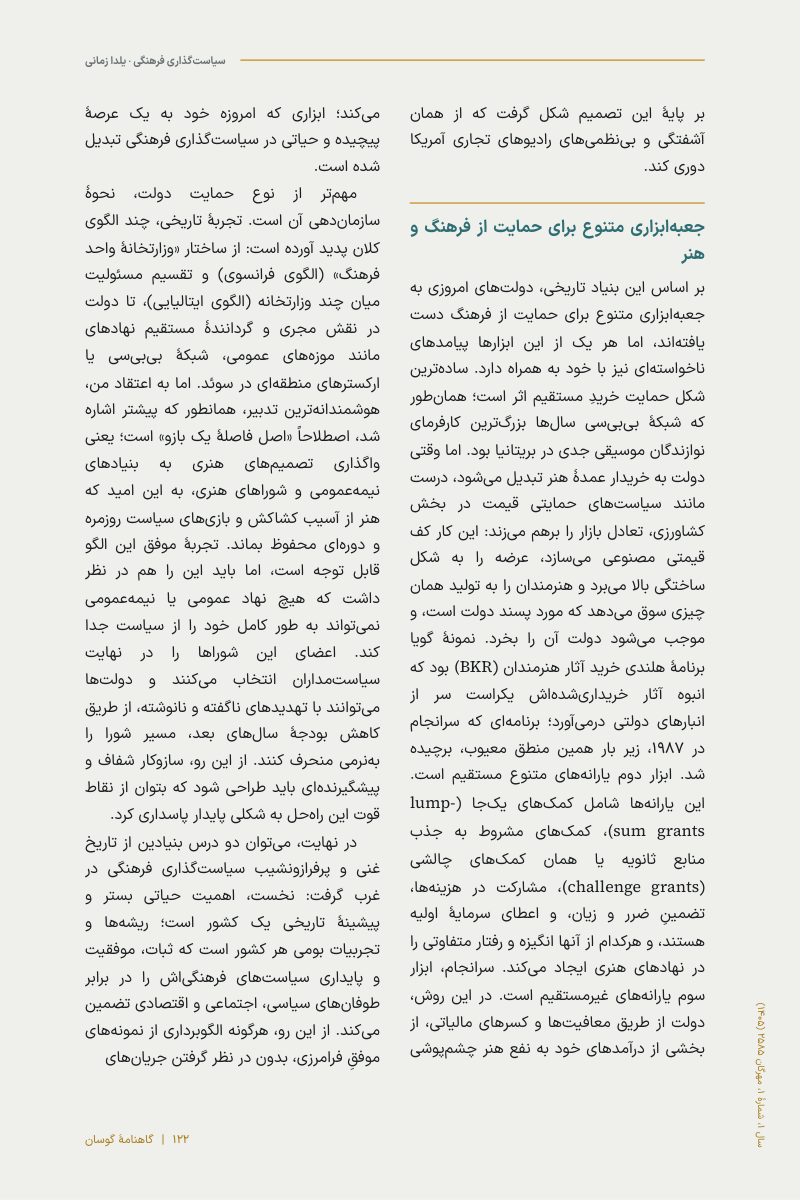 سیاست‌گذاری فرهنگی · یلدا زمانی
بر پایهٔ این تصمیم شکل گرفت که از همان
آشفتگی و بی‌نظمی‌های رادیوهای تجاری آمریکا
دوری کند.
جعبه‌ابزاری متنوع برای حمایت از فرهنگ و
هنر
بر اساس این بنیاد تاریخی، دولت‌های امروزی به
جعبه‌ابزاری متنوع برای حمایت از فرهنگ دست
یافته‌اند، اما هر یک از این ابزارها پیامدهای
ناخواسته‌ای نیز با خود به همراه دارد. ساده‌ترین
شکل حمایت خریدِ مستقیم اثر است؛ همان‌طور
که شبکهٔ بی‌بی‌سی سال‌ها بزرگ‌ترین کارفرمای
نوازندگان موسیقی جدی در بریتانیا بود. اما وقتی
دولت به خریدار عمدهٔ هنر تبدیل می‌شود، درست
مانند سیاست‌های حمایتی قیمت در بخش
کشاورزی، تعادل بازار را برهم می‌زند: این کار کف
قیمتی مصنوعی می‌سازد، عرضه را به شکل
ساختگی بالا می‌برد و هنرمندان را به تولید همان
چیزی سوق می‌دهد که مورد پسند دولت است، و
موجب می‌شود دولت آن را بخرد. نمونهٔ گویا
برنامهٔ هلندی خرید آثار هنرمندان (BKR) بود که
انبوه آثار خریداری‌شده‌اش یکراست سر از
انبارهای دولتی درمی‌آورد؛ برنامه‌ای که سرانجام
در ۱۹۸۷، زیر بار همین منطق معیوب، برچیده
شد. ابزار دوم یارانه‌های متنوع مستقیم است.
این یارانه‌ها شامل کمک‌های یک‌جا (lump-
sum grants)، کمک‌های مشروط به جذب
منابع ثانویه یا همان کمک‌های چالشی
(challenge grants)، مشارکت در هزینه‌ها،
تضمینِ ضرر و زیان، و اعطای سرمایهٔ اولیه
هستند، و هرکدام از آنها انگیزه و رفتار متفاوتی را
در نهادهای هنری ایجاد می‌کند. سرانجام، ابزار
سوم یارانه‌های غیرمستقیم است. در این روش،
دولت از طریق معافیت‌ها و کسرهای مالیاتی، از
بخشی از درآمدهای خود به نفع هنر چشم‌پوشی
می‌کند؛ ابزاری که امروزه خود به یک عرصهٔ
پیچیده و حیاتی در سیاست‌گذاری فرهنگی تبدیل
شده است.
مهم‌تر از نوع حمایت دولت، نحوهٔ
سازمان‌دهی آن است. تجربهٔ تاریخی، چند الگوی
کلان پدید آورده است: از ساختار «وزارتخانهٔ واحد
فرهنگ» (الگوی فرانسوی) و تقسیم مسئولیت
میان چند وزارتخانه (الگوی ایتالیایی)، تا دولت
در نقش مجری و گردانندهٔ مستقیم نهادهای
مانند موزه‌های عمومی، شبکهٔ بی‌بی‌سی یا
ارکسترهای منطقه‌ای در سوئد. اما به اعتقاد من،
هوشمندانه‌ترین تدبیر، همانطور که پیشتر اشاره
شد، اصطلاحاً «اصل فاصلهٔ یک بازو» است؛ یعنی
واگذاری تصمیم‌های هنری به بنیادهای
نیمه‌عمومی و شوراهای هنری، به این امید که
هنر از آسیب کشاکش و بازی‌های سیاست روزمره
و دوره‌ای محفوظ بماند. تجربهٔ موفق این الگو
قابل توجه است، اما باید این را هم در نظر
داشت که هیچ نهاد عمومی یا نیمه‌عمومی
نمی‌تواند به طور کامل خود را از سیاست جدا
کند. اعضای این شوراها را در نهایت
سیاست‌مداران انتخاب می‌کنند و دولت‌ها
می‌توانند با تهدیدهای ناگفته و نانوشته، از طریق
کاهش بودجهٔ سال‌های بعد، مسیر شورا را
به‌نرمی منحرف کنند. از این رو، سازوکار شفاف و
پیشگیرنده‌ای باید طراحی شود که بتوان از نقاط
قوت این راه‌حل به شکلی پایدار پاسداری کرد.
در نهایت، می‌توان دو درس بنیادین از تاریخ
غنی و پرفرازونشیب سیاست‌گذاری فرهنگی در
غرب گرفت: نخست، اهمیت حیاتی بستر و
پیشینهٔ تاریخی یک کشور است؛ ریشه‌ها و
تجربیات بومی هر کشور است که ثبات، موفقیت
و پایداری سیاست‌های فرهنگی‌اش را در برابر
طوفان‌های سیاسی، اجتماعی و اقتصادی تضمین
می‌کند. از این رو، هرگونه الگوبرداری از نمونه‌های
موفقِ فرامرزی، بدون در نظر گرفتن جریان‌های
سال ۱، شمارهٔ ۱، مهرگان ۲۵۸۵ (۱۴۰۵)
۱۲۲ | گاهنامهٔ گوسان